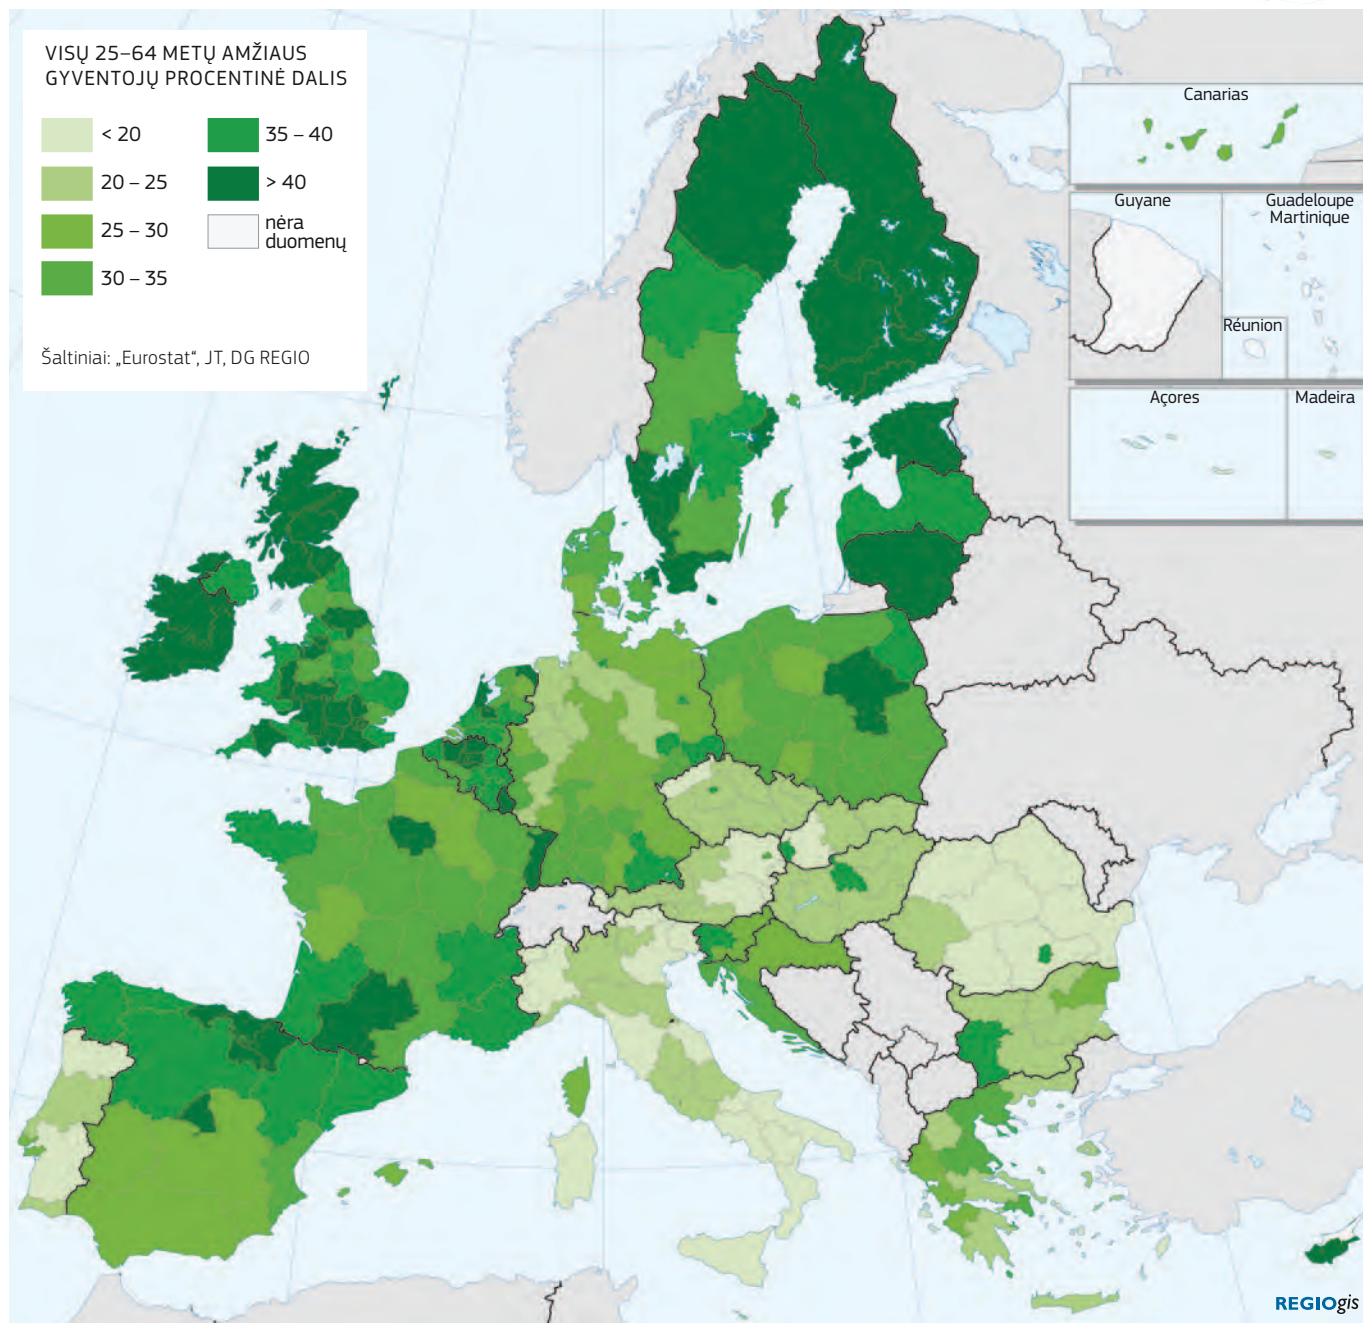 VISŲ 25–64 METŲ AMŽIAUS
GYVENTOJŲ PROCENTINĖ DALIS
< 20
20 – 25
25 – 30
30 – 35
35 – 40
> 40
nėra
duomenų
Šaltiniai: „Eurostat“, JT, DG REGIO
Canarias
Guyane
Guadeloupe
Martinique
Réunion
Açores
Madeira
REGIOgis